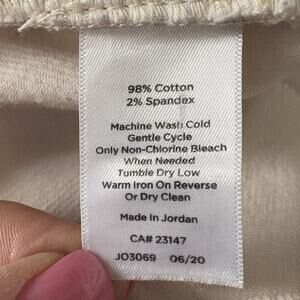 98% Cotton
2% Spandex
Machine Wash Cold
Gentle Cycle
Only Non-Chlorine Bleach
When Needed
Tumble Dry Low
Warm Iron On Reverse
Or Dry Clean
Made In Jordan
CA# 23147
JO3069 06/20